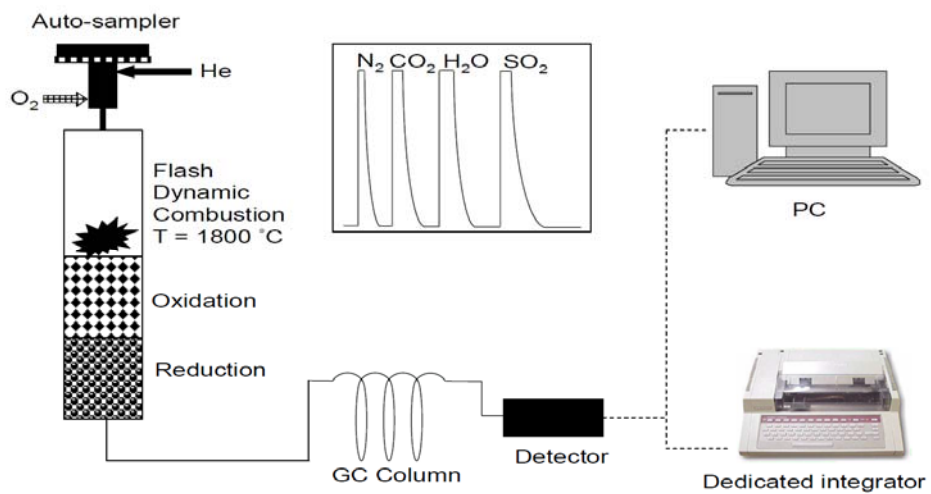 Auto-sampler
He
O₂
N₂ CO₂ H₂O SO₂
Flash
Dynamic
Combustion
T = 1800 °C
Oxidation
Reduction
GC Column
Detector
PC
Dedicated integrator